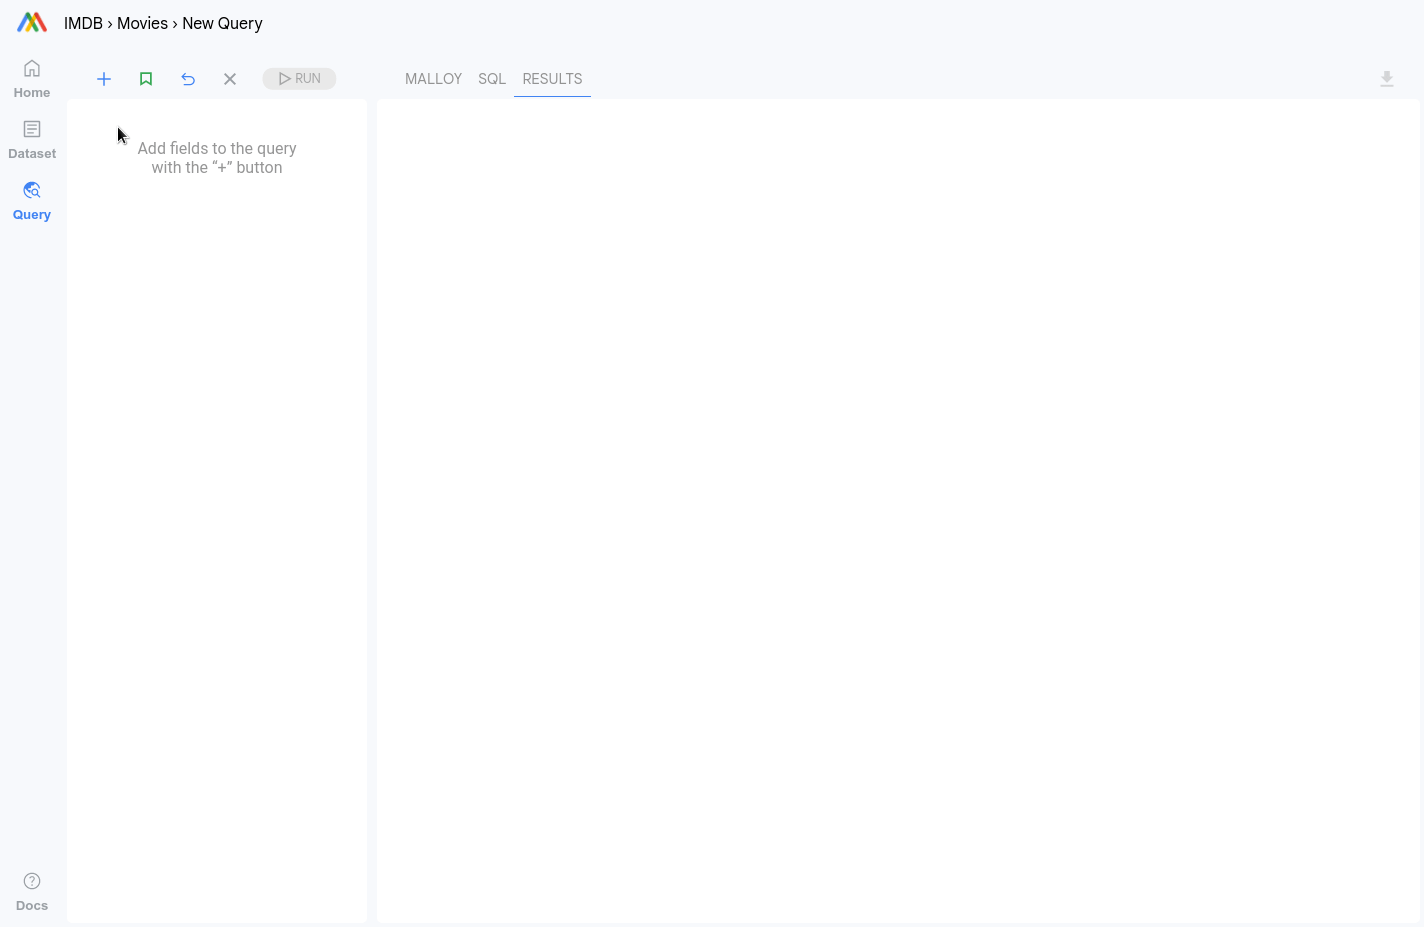 IMDB › Movies › New Query
Home
Dataset
Query
RUN
MALLOY
SQL
RESULTS
Add fields to the query
with the “+” button
Docs